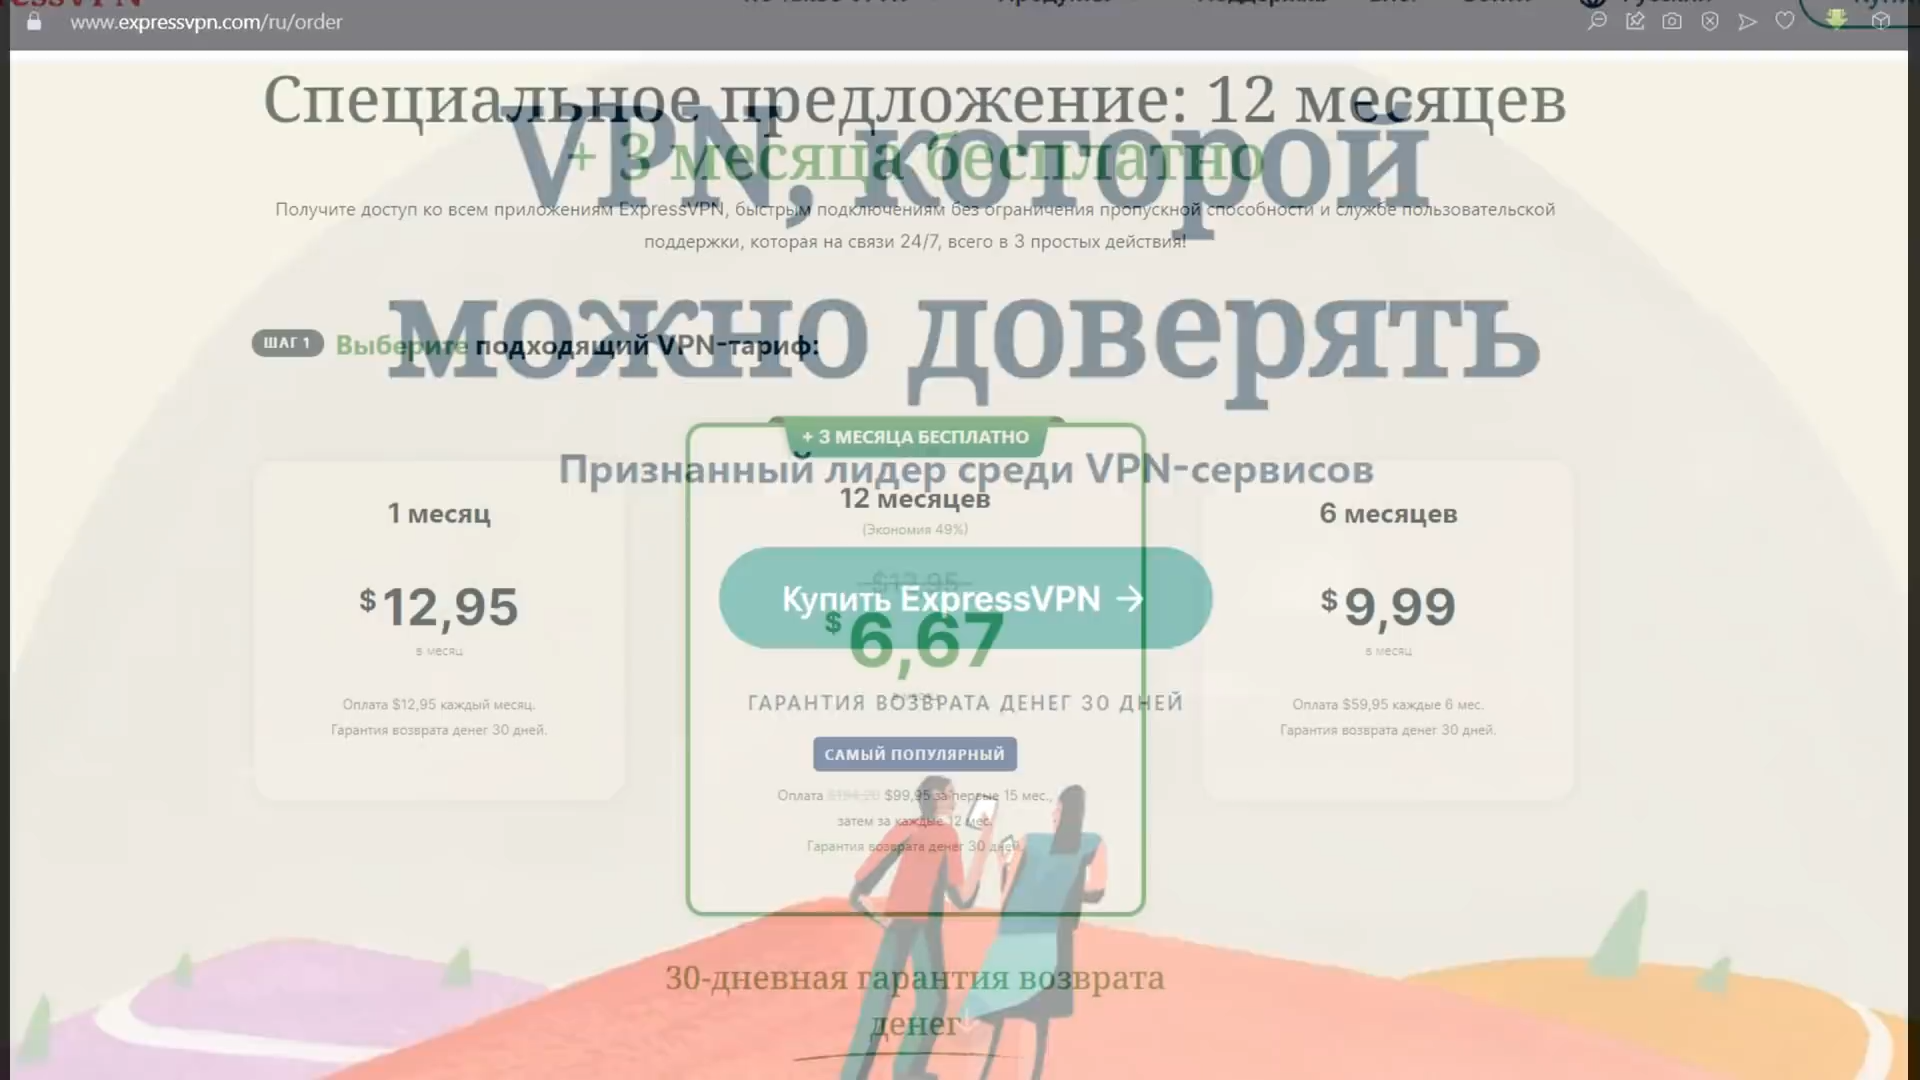 www.expressvpn.com/ru/order
Специальное предложение: 12 месяцев
+ 3 месяца бесплатно
VPN, которой
можно доверять
Получите доступ ко всем приложениям ExpressVPN, быстрым подключениям без ограничения пропускной способности и службе пользовательской
поддержки, которая на связи 24/7, всего в 3 простых действия!
ШАГ 1 Выберите подходящий VPN-тариф:
Признанный лидер среди VPN-сервисов
1 месяц
$12,95
в месяц
Оплата $12,95 каждый месяц.
Гарантия возврата денег 30 дней.
+ 3 МЕСЯЦА БЕСПЛАТНО
12 месяцев
(Экономия 49%)
$12,95
Купить ExpressVPN →
$6,67
ГАРАНТИЯ ВОЗВРАТА ДЕНЕГ 30 ДНЕЙ
САМЫЙ ПОПУЛЯРНЫЙ
Оплата $99,95 за первые 15 мес.,
затем за каждые 12 мес.
Гарантия возврата денег 30 дней.
6 месяцев
$9,99
в месяц
Оплата $59,95 каждые 6 мес.
Гарантия возврата денег 30 дней.
30-дневная гарантия возврата
денег